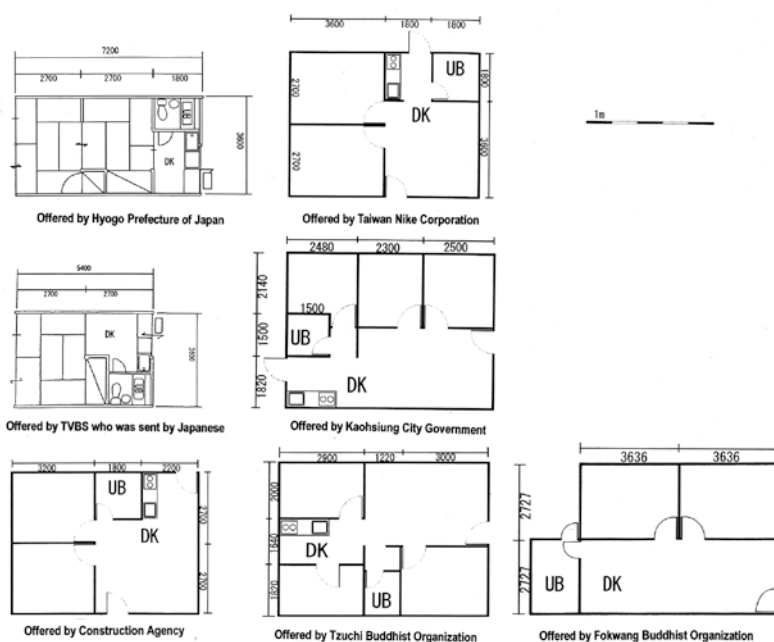 7200
2700 2700 1800
3600
UB
DK
Offered by Hyogo Prefecture of Japan
3600 1800 1800
2700
2700
1800
3600
UB
DK
Offered by Taiwan Nike Corporation
1m
5400
2700 2700
DK
UB
Offered by TVBS who was sent by Japanese
2480 2300 2500
2140
1500
1820
1500
UB
DK
Offered by Kaohsiung City Government
3200 1800 2200
2700
2700
UB
DK
Offered by Construction Agency
2900 1220 3000
2000
1640
1820
DK
UB
Offered by Tzuchi Buddhist Organization
3636 3636
2727
2727
UB DK
Offered by Fokwang Buddhist Organization